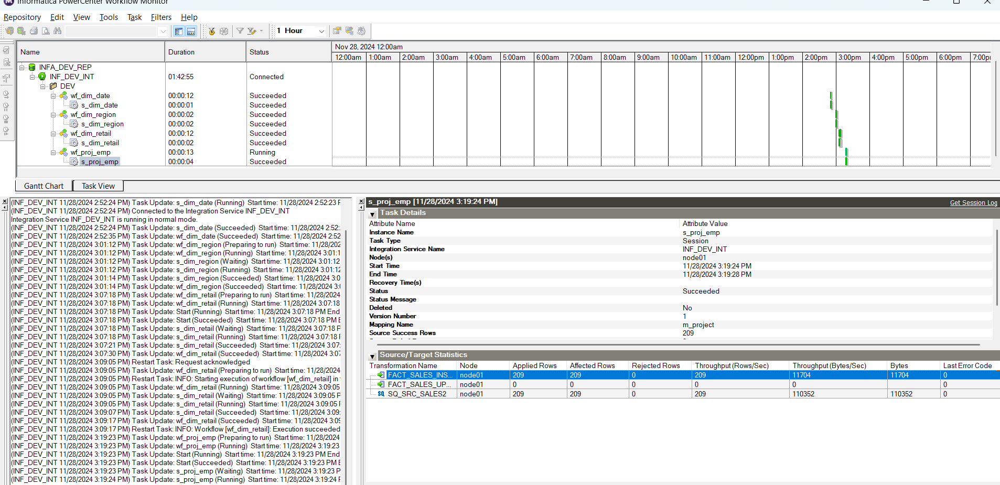 Informatica PowerCenter Workflow Monitor
Repository Edit View Tools Task Filters Help
1 Hour
Name Duration Status Nov 28, 2024 12:00am
12:00am 1:00am 2:00am 3:00am 4:00am 5:00am 6:00am 7:00am 8:00am 9:00am 10:00am 11:00am 12:00pm 1:00pm 2:00pm 3:00pm 4:00pm 5:00pm 6:00pm 7:00p
INFA_DEV_REP
INF_DEV_INT 01:42:55 Connected
DEV
wf_dim_date 00:00:12 Succeeded
s_dim_date 00:00:01 Succeeded
wf_dim_region 00:00:02 Succeeded
s_dim_region 00:00:02 Succeeded
wf_dim_retail 00:00:12 Succeeded
s_dim_retail 00:00:02 Succeeded
wf_proj_emp 00:00:13 Running
s_proj_emp 00:00:04 Succeeded
Gantt Chart Task View
(INF_DEV_INT 11/28/2024 2:52:24 PM) Task Update: s_dim_date (Running) Start time: 11/28/2024 2:52:23
(INF_DEV_INT 11/28/2024 2:52:24 PM) Connected to the Integration Service INF_DEV_INT
Integration Service INF_DEV_INT is running in normal mode.
(INF_DEV_INT 11/28/2024 2:52:24 PM) Task Update: s_dim_date (Succeeded) Start time: 11/28/2024 2:52:
(INF_DEV_INT 11/28/2024 2:52:35 PM) Task Update: wf_dim_date (Succeeded) Start time: 11/28/2024 2:52
(INF_DEV_INT 11/28/2024 3:01:12 PM) Task Update: wf_dim_region (Preparing to run) Start time: 11/28/202
(INF_DEV_INT 11/28/2024 3:01:12 PM) Task Update: wf_dim_region (Running) Start time: 11/28/2024 3:01:1
(INF_DEV_INT 11/28/2024 3:01:12 PM) Task Update: s_dim_region (Waiting) Start time: 11/28/2024 3:01:12
(INF_DEV_INT 11/28/2024 3:01:12 PM) Task Update: s_dim_region (Running) Start time: 11/28/2024 3:01:12
(INF_DEV_INT 11/28/2024 3:01:14 PM) Task Update: s_dim_region (Succeeded) Start time: 11/28/2024 3:0
(INF_DEV_INT 11/28/2024 3:01:14 PM) Task Update: wf_dim_region (Succeeded) Start time: 11/28/2024 3:
(INF_DEV_INT 11/28/2024 3:07:18 PM) Task Update: wf_dim_retail (Preparing to run) Start time: 11/28/2024
(INF_DEV_INT 11/28/2024 3:07:18 PM) Task Update: wf_dim_retail (Running) Start time: 11/28/2024 3:07:18
(INF_DEV_INT 11/28/2024 3:07:18 PM) Task Update: Start (Running) Start time: 11/28/2024 3:07:18 PM End
(INF_DEV_INT 11/28/2024 3:07:18 PM) Task Update: Start (Succeeded) Start time: 11/28/2024 3:07:18 PM
(INF_DEV_INT 11/28/2024 3:07:18 PM) Task Update: s_dim_retail (Waiting) Start time: 11/28/2024 3:07:18
(INF_DEV_INT 11/28/2024 3:07:18 PM) Task Update: s_dim_retail (Running) Start time: 11/28/2024 3:07:18
(INF_DEV_INT 11/28/2024 3:07:21 PM) Task Update: s_dim_retail (Succeeded) Start time: 11/28/2024 3:07:
(INF_DEV_INT 11/28/2024 3:07:30 PM) Task Update: wf_dim_retail (Succeeded) Start time: 11/28/2024 3:07
(INF_DEV_INT 11/28/2024 3:09:05 PM) Restart Task: Request acknowledged
(INF_DEV_INT 11/28/2024 3:09:05 PM) Task Update: wf_dim_retail (Preparing to run) Start time: 11/28/2024
(INF_DEV_INT 11/28/2024 3:09:05 PM) Restart Task: INFO: Starting execution of workflow [wf_dim_retail] in
(INF_DEV_INT 11/28/2024 3:09:05 PM) Task Update: wf_dim_retail (Running) Start time: 11/28/2024 3:09:05
(INF_DEV_INT 11/28/2024 3:09:05 PM) Task Update: s_dim_retail (Waiting) Start time: 11/28/2024 3:09:05
(INF_DEV_INT 11/28/2024 3:09:05 PM) Task Update: s_dim_retail (Running) Start time: 11/28/2024 3:09:05
(INF_DEV_INT 11/28/2024 3:09:07 PM) Task Update: s_dim_retail (Succeeded) Start time: 11/28/2024 3:09:
(INF_DEV_INT 11/28/2024 3:09:17 PM) Task Update: wf_dim_retail (Succeeded) Start time: 11/28/2024 3:09
(INF_DEV_INT 11/28/2024 3:09:17 PM) Restart Task: INFO: Workflow [wf_dim_retail]: Execution succeeded
(INF_DEV_INT 11/28/2024 3:19:23 PM) Task Update: wf_proj_emp (Preparing to run) Start time: 11/28/2024
(INF_DEV_INT 11/28/2024 3:19:23 PM) Task Update: wf_proj_emp (Running) Start time: 11/28/2024 3:19:23
(INF_DEV_INT 11/28/2024 3:19:23 PM) Task Update: Start (Running) Start time: 11/28/2024 3:19:23 PM End
(INF_DEV_INT 11/28/2024 3:19:23 PM) Task Update: Start (Succeeded) Start time: 11/28/2024 3:19:23 PM
(INF_DEV_INT 11/28/2024 3:19:23 PM) Task Update: s_proj_emp (Waiting) Start time: 11/28/2024 3:19:23
(INF_DEV_INT 11/28/2024 3:19:24 PM) Task Update: s_proj_emp (Running) Start time: 11/28/2024 3:19:24
s_proj_emp [11/28/2024 3:19:24 PM] Get Session Log
Task Details
Attribute Name Attribute Value
Instance Name s_proj_emp
Task Type Session
Integration Service Name INF_DEV_INT
Node(s) node01
Start Time 11/28/2024 3:19:24 PM
End Time 11/28/2024 3:19:28 PM
Recovery Time(s)
Status Succeeded
Status Message
Deleted No
Version Number 1
Mapping Name m_project
Source Success Rows 209
Source/Target Statistics
Transformation Name Node Applied Rows Affected Rows Rejected Rows Throughput (Rows/Sec) Throughput (Bytes/Sec) Bytes Last Error Code
FACT_SALES_INS... node01 209 209 0 209 11704 11704 0
FACT_SALES_UP... node01 0 0 0 0 0 0
SQ SQ_SRC_SALES2 node01 209 209 0 209 110352 110352 0